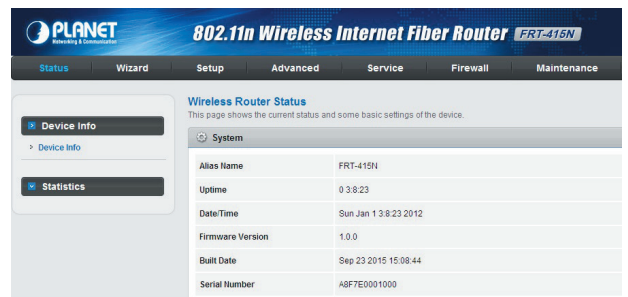 PLANET
Networking & Communication
802.11n Wireless Internet Fiber Router FRT-415N
Status Wizard Setup Advanced Service Firewall Maintenance
Device Info
Device Info
Statistics
Wireless Router Status
This page shows the current status and some basic settings of the device.
System
Alias Name FRT-415N
Uptime 0 3:8:23
Date/Time Sun Jan 1 3:8:23 2012
Firmware Version 1.0.0
Built Date Sep 23 2015 15:08:44
Serial Number A8F7E0001000